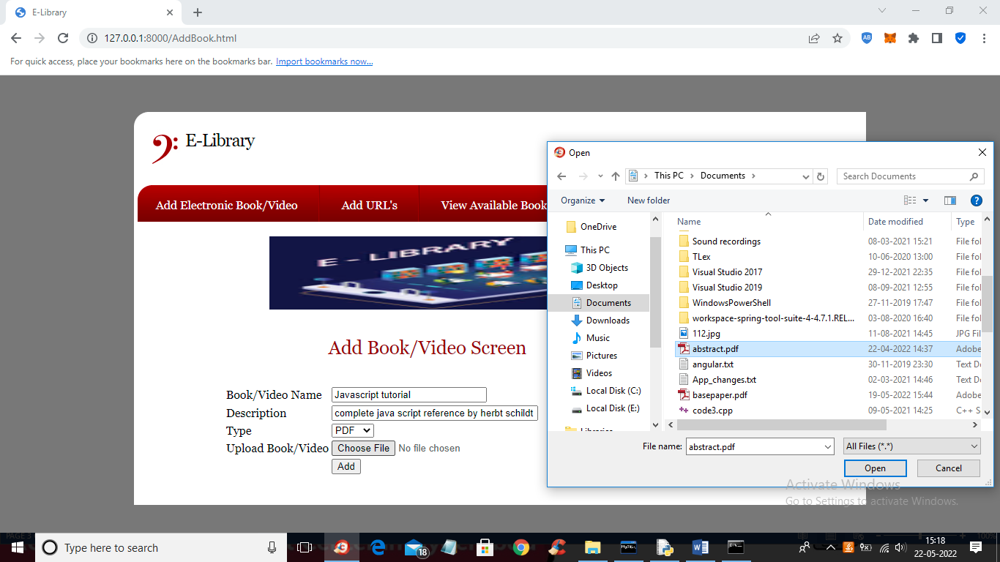 E-Library
127.0.0.1:8000/AddBook.html
For quick access, place your bookmarks here on the bookmarks bar. Import bookmarks now...
AB
E-Library
Add Electronic Book/Video Add URL's View Available Book
E - LIBRARY
Add Book/Video Screen
Book/Video Name Javascript tutorial
Description complete java script reference by herbt schildt
Type PDF
Upload Book/Video Choose File No file chosen
Add
Open
This PC Documents Search Documents
Organize New folder
OneDrive
This PC
3D Objects
Desktop
Documents
Downloads
Music
Pictures
Videos
Local Disk (C:)
Local Disk (E:)
Libraries
Name Date modified Type
Sound recordings 08-03-2021 15:21 File fol
TLex 10-06-2020 13:00 File fol
Visual Studio 2017 29-12-2021 22:35 File fol
Visual Studio 2019 08-09-2021 12:55 File fol
WindowsPowerShell 27-11-2019 17:47 File fol
workspace-spring-tool-suite-4-4.7.1.REL... 03-08-2020 16:40 File fol
112.jpg 11-08-2021 14:45 JPG Fil
abstract.pdf 22-04-2022 14:37 Adobe
angular.txt 30-11-2019 23:30 Text D
App_changes.txt 02-03-2021 14:46 Text D
basepaper.pdf 19-05-2022 15:44 Adobe
code3.cpp 09-05-2021 14:25 C++ S
File name: abstract.pdf All Files (*.*)
Open Cancel
Activate Windows
Go to Settings to activate Windows.
PAGE 3
100%
Type here to search
18
MySQL
15:18
22-05-2022